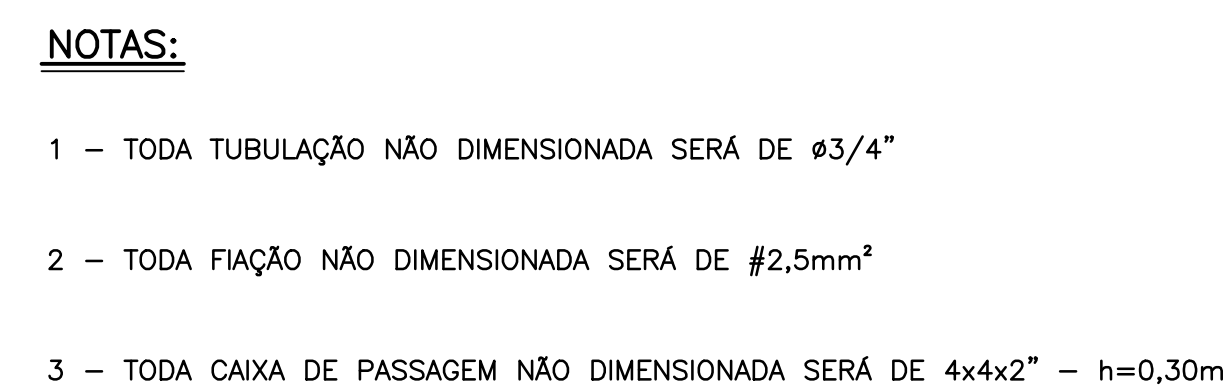 NOTAS:
1 – TODA TUBULAÇÃO NÃO DIMENSIONADA SERÁ DE ø3/4”
2 – TODA FIAÇÃO NÃO DIMENSIONADA SERÁ DE #2,5mm²
3 – TODA CAIXA DE PASSAGEM NÃO DIMENSIONADA SERÁ DE 4x4x2” – h=0,30m